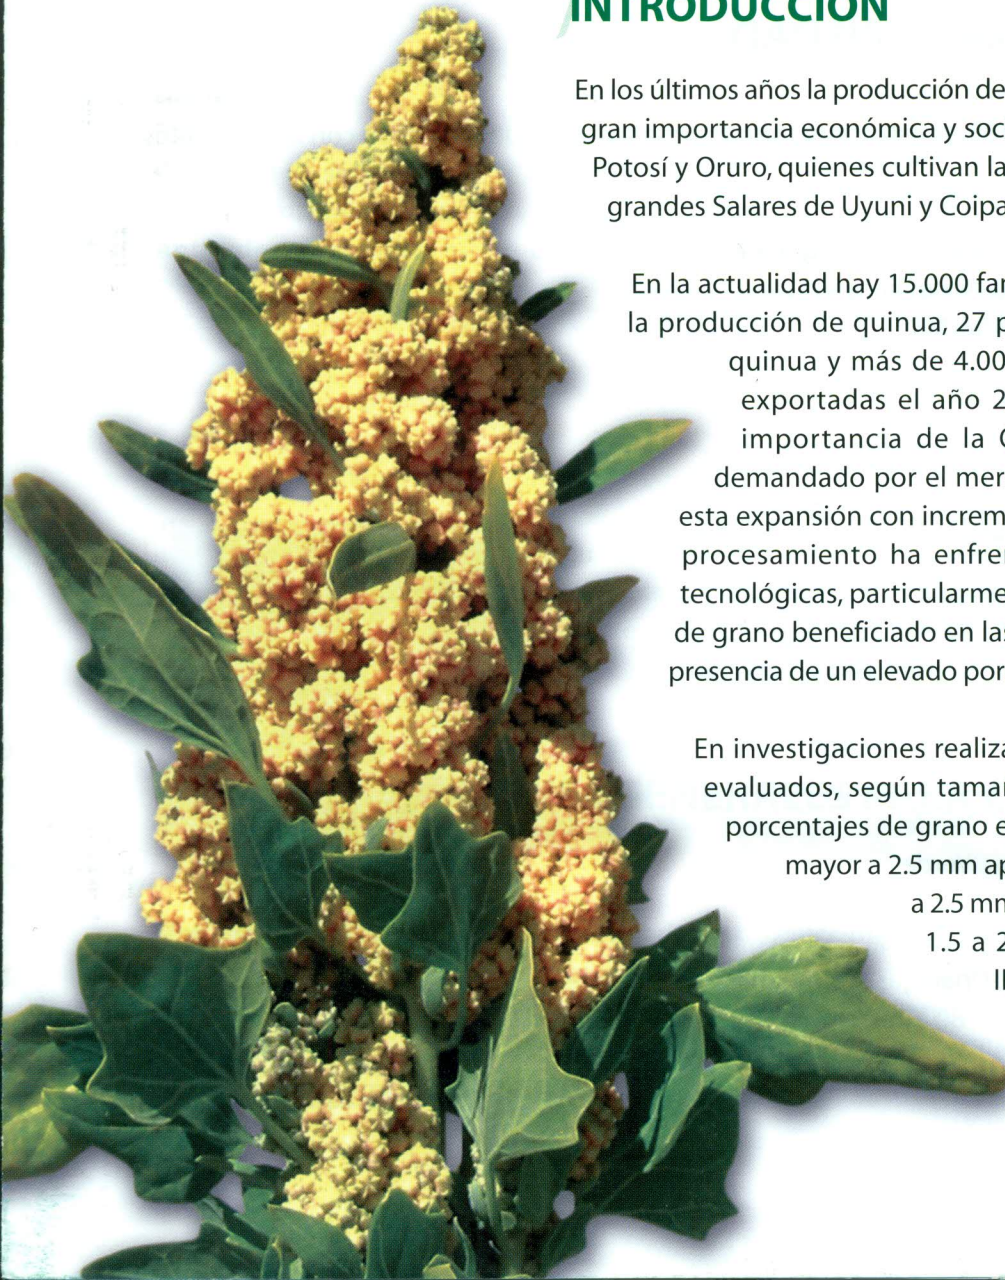 INTRODUCCIÓN
En los últimos años la producción de
gran importancia económica y soc
Potosí y Oruro, quienes cultivan la
grandes Salares de Uyuni y Coipa
En la actualidad hay 15.000 fa
la producción de quinua, 27 p
quinua y más de 4.00
exportadas el año 2
importancia de la
demandado por el mer
esta expansión con increm
procesamiento ha enfre
tecnológicas, particularme
de grano beneficiado en la
presencia de un elevado por
En investigaciones realiza
evaluados, según tama
porcentajes de grano e
mayor a 2.5 mm ap
a 2.5 mm
1.5 a 2